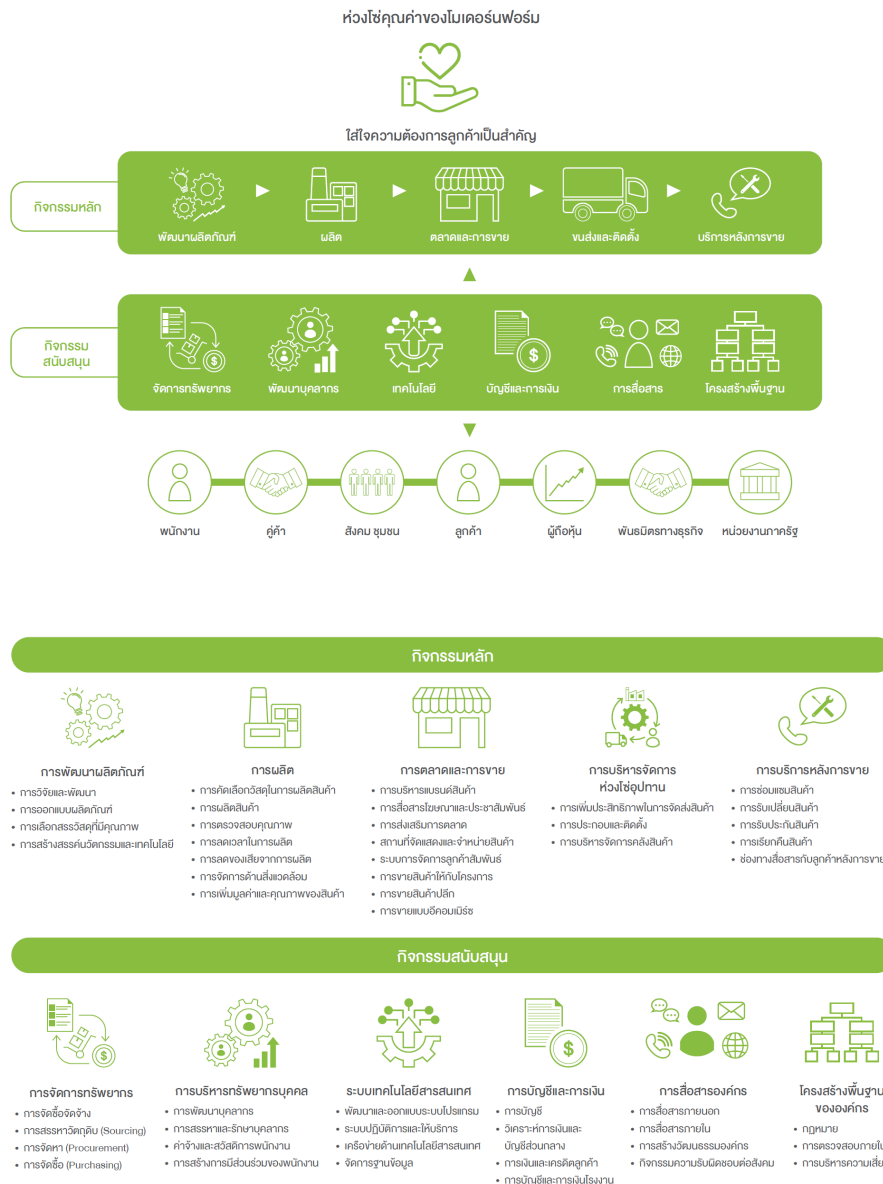 ห่วงโซ่คุณค่าของโมเดอร์นฟอร์ม
ใส่ใจความต้องการลูกค้าเป็นสำคัญ
กิจกรรมหลัก
พัฒนาผลิตภัณฑ์
ผลิต
ตลาดและการขาย
ขนส่งและติดตั้ง
บริการหลังการขาย
กิจกรรม
สนับสนุน
จัดการทรัพยากร
พัฒนาบุคลากร
เทคโนโลยี
บัญชีและการเงิน
การสื่อสาร
โครงสร้างพื้นฐาน
พนักงาน
คู่ค้า
สังคม ชุมชน
ลูกค้า
ผู้ถือหุ้น
พันธมิตรทางธุรกิจ
หน่วยงานภาครัฐ
กิจกรรมหลัก
การพัฒนาผลิตภัณฑ์
• การวิจัยและพัฒนา
• การออกแบบผลิตภัณฑ์
• การเลือกสรรวัสดุที่มีคุณภาพ
• การสร้างสรรค์นวัตกรรมและเทคโนโลยี
การผลิต
• การคัดเลือกวัสดุในการผลิตสินค้า
• การผลิตสินค้า
• การตรวจสอบคุณภาพ
• การลดเวลาในการผลิต
• การลดของเสียจากการผลิต
• การจัดการด้านสิ่งแวดล้อม
• การเพิ่มมูลค่าและคุณภาพของสินค้า
การตลาดและการขาย
• การบริหารแบรนด์สินค้า
• การสื่อสารโฆษณาและประชาสัมพันธ์
• การส่งเสริมการตลาด
• สถานที่จัดแสดงและจำหน่ายสินค้า
• ระบบการจัดการลูกค้าสัมพันธ์
• การขายสินค้าให้กับโครงการ
• การขายสินค้าปลีก
• การขายแบบอีคอมเมิร์ซ
การบริหารจัดการ
ห่วงโซ่อุปทาน
• การเพิ่มประสิทธิภาพในการจัดส่งสินค้า
• การประกอบและติดตั้ง
• การบริหารจัดการคลังสินค้า
การบริการหลังการขาย
• การซ่อมแซมสินค้า
• การรับเปลี่ยนสินค้า
• การรับประกันสินค้า
• การเรียกคืนสินค้า
• ช่องทางสื่อสารกับลูกค้าหลังการขาย
กิจกรรมสนับสนุน
การจัดการทรัพยากร
• การจัดซื้อจัดจ้าง
• การสรรหาวัตถุดิบ (Sourcing)
• การจัดหา (Procurement)
• การจัดซื้อ (Purchasing)
การบริหารทรัพยากรบุคคล
• การพัฒนาบุคลากร
• การสรรหาและรักษาบุคลากร
• ค่าจ้างและสวัสดิการพนักงาน
• การสร้างการมีส่วนร่วมของพนักงาน
ระบบเทคโนโลยีสารสนเทศ
• พัฒนาและออกแบบระบบโปรแกรม
• ระบบปฏิบัติการและให้บริการ
• เครือข่ายด้านเทคโนโลยีสารสนเทศ
• จัดการฐานข้อมูล
การบัญชีและการเงิน
• การบัญชี
• วิเคราะห์การเงินและ
บัญชีส่วนกลาง
• การเงินและเครดิตลูกค้า
• การบัญชีและการเงินโรงงาน
การสื่อสารองค์กร
• การสื่อสารภายนอก
• การสื่อสารภายใน
• การสร้างวัฒนธรรมองค์กร
• กิจกรรมความรับผิดชอบต่อสังคม
โครงสร้างพื้นฐาน
ขององค์กร
• กฎหมาย
• การตรวจสอบภายใน
• การบริหารความเสี่ย